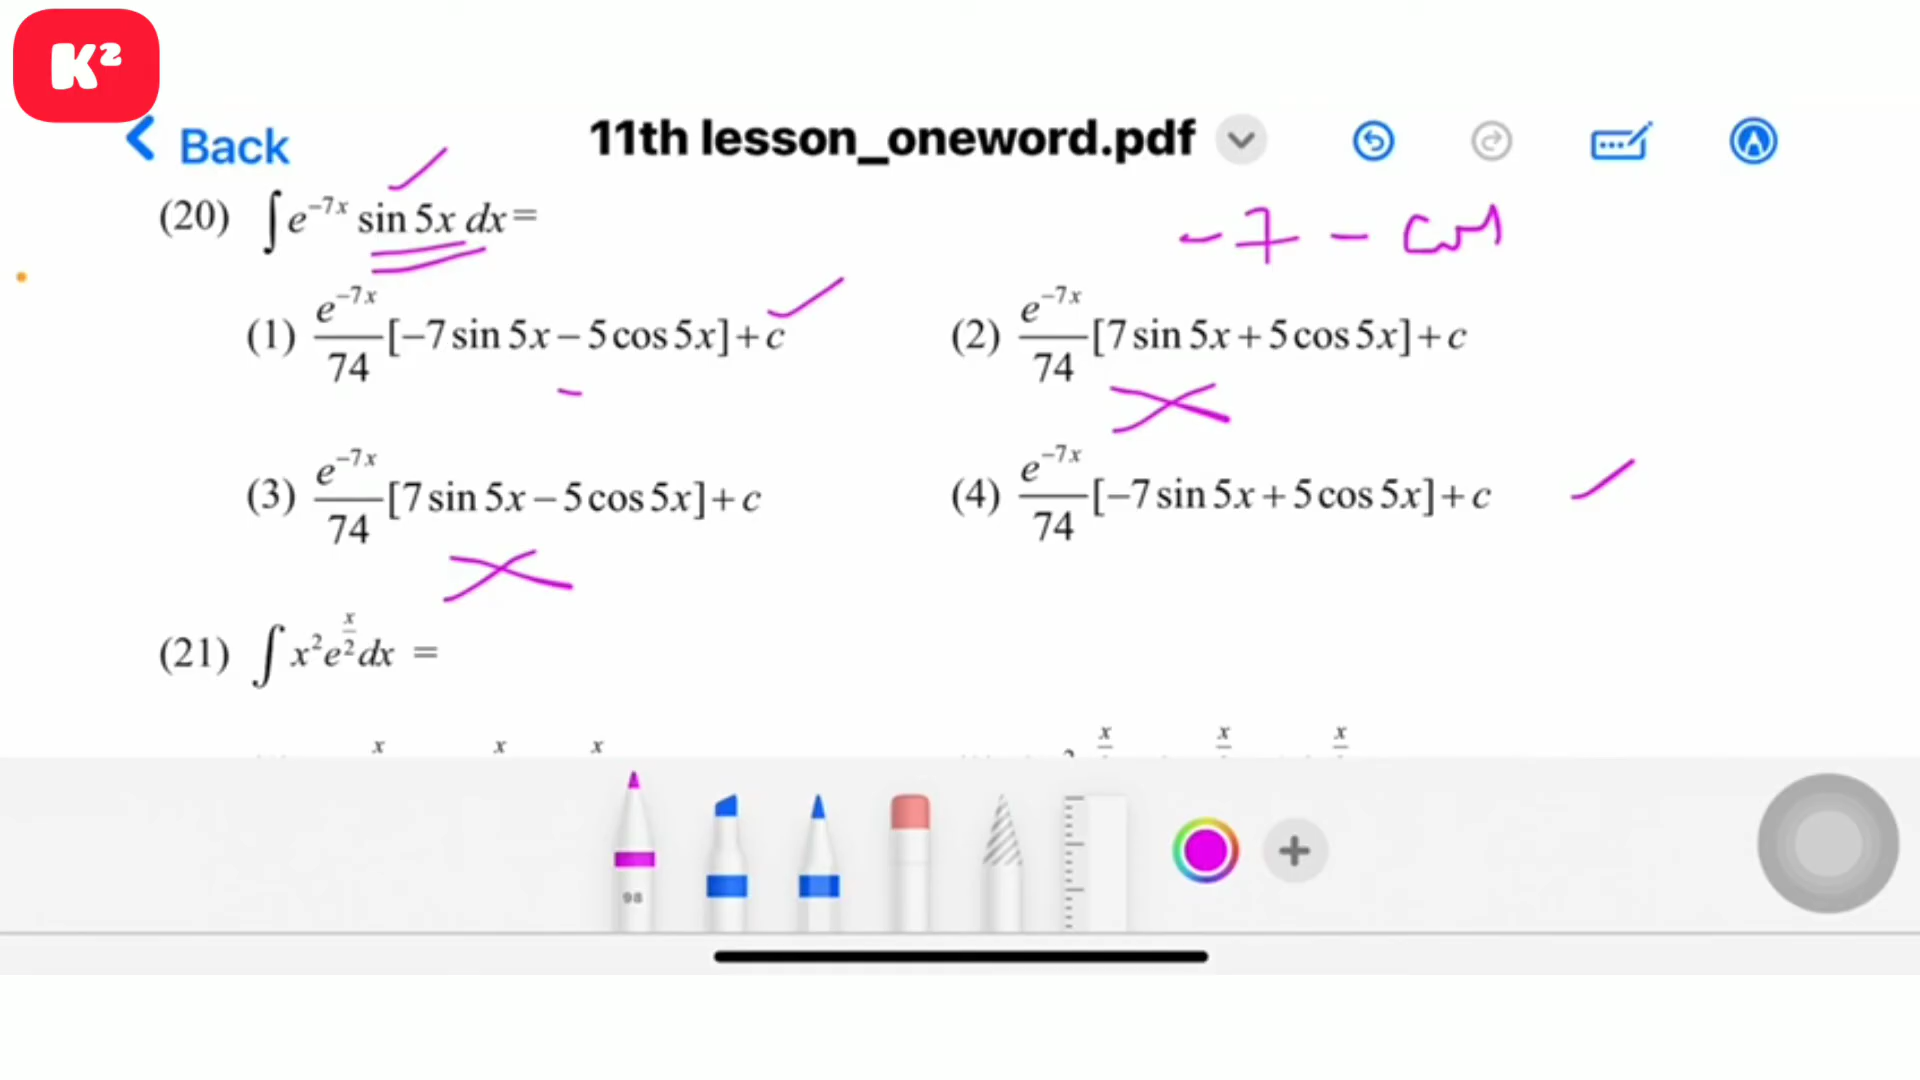 K²
Back
11th lesson_oneword.pdf
(20) ∫ e⁻⁷ˣ sin 5x dx =
-7 - cos
(1) e⁻⁷ˣ/74 [−7 sin 5x − 5 cos 5x] + c
(2) e⁻⁷ˣ/74 [7 sin 5x + 5 cos 5x] + c
(3) e⁻⁷ˣ/74 [7 sin 5x − 5 cos 5x] + c
(4) e⁻⁷ˣ/74 [−7 sin 5x + 5 cos 5x] + c
(21) ∫ x²e^(x/2) dx =
x x x x x x
98